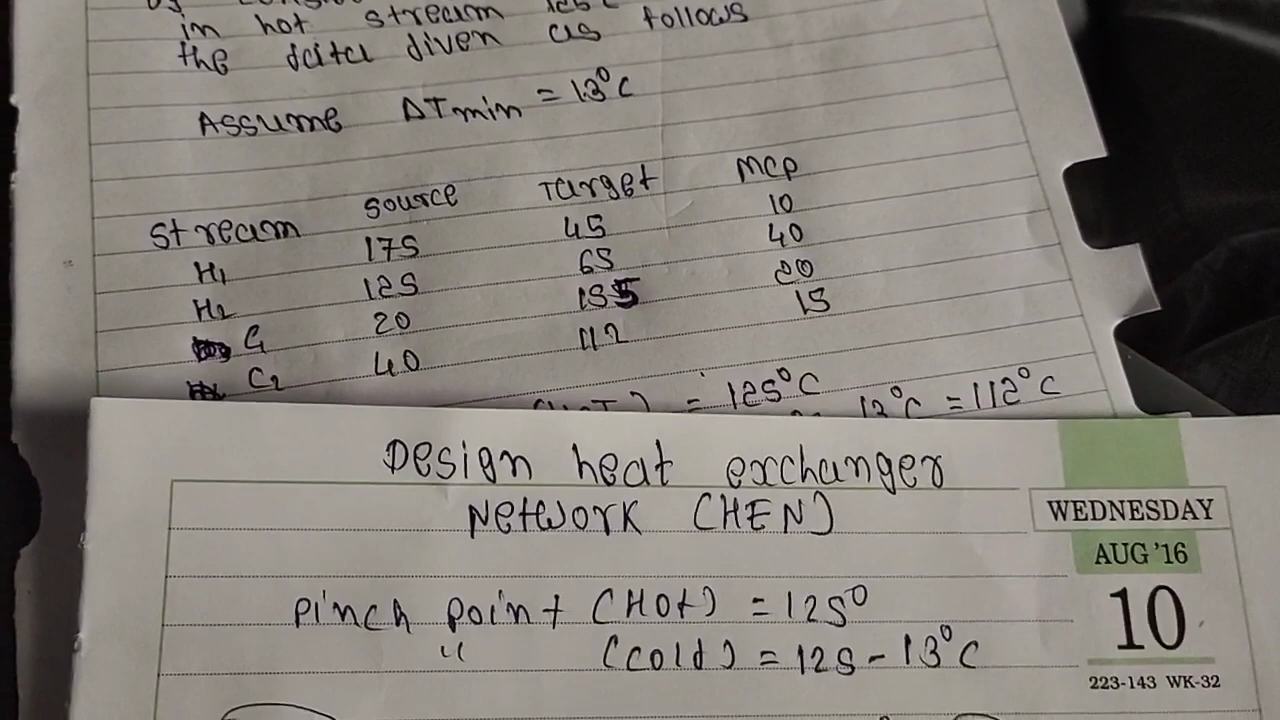 in hot stream
the data given as follows
Assume ΔTmin = 13°C
Stream source Target Mcp
H1 175 45 10
H2 125 65 40
C1 20 155 20
C2 40 112 15
= 125°C
13°C = 112°C
Design heat exchanger
Network (HEN)
WEDNESDAY
AUG '16
10
223-143 WK-32
Pinch point (Hot) = 125°
" (cold) = 125 - 13°C